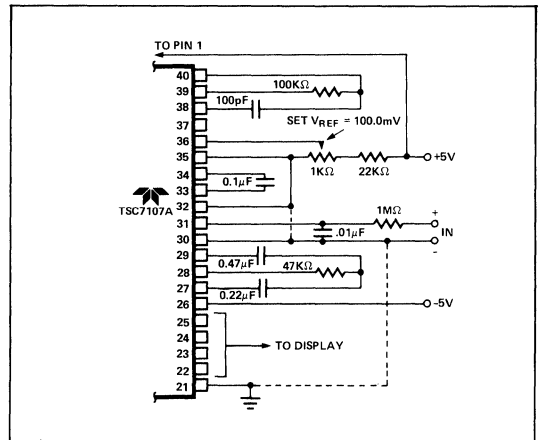 TO PIN 1
40
39
38
37
36
35
34
33
32
31
30
29
28
27
26
25
24
23
22
21
100KΩ
100pF
SET VREF = 100.0mV
1KΩ
22KΩ
+5V
0.1μF
TSC7107A
1MΩ
+
IN
-
.01μF
0.47μF
47KΩ
0.22μF
-5V
TO DISPLAY